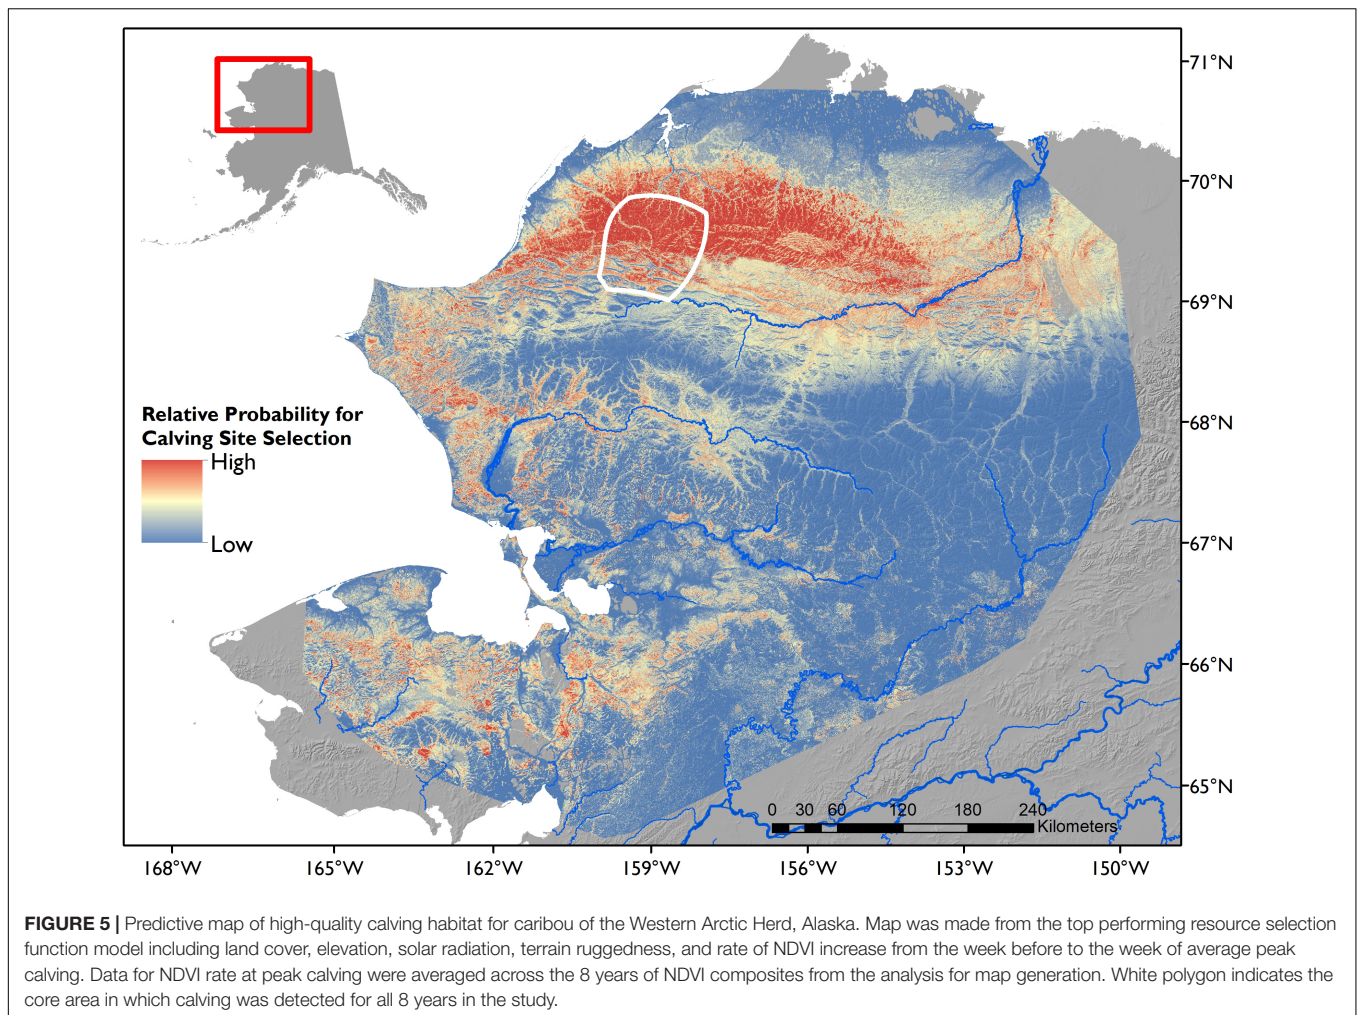 71°N
70°N
69°N
68°N
67°N
66°N
65°N
Relative Probability for
Calving Site Selection
High
Low
0 30 60 120 180 240
Kilometers
168°W 165°W 162°W 159°W 156°W 153°W 150°W
FIGURE 5 | Predictive map of high-quality calving habitat for caribou of the Western Arctic Herd, Alaska. Map was made from the top performing resource selection
function model including land cover, elevation, solar radiation, terrain ruggedness, and rate of NDVI increase from the week before to the week of average peak
calving. Data for NDVI rate at peak calving were averaged across the 8 years of NDVI composites from the analysis for map generation. White polygon indicates the
core area in which calving was detected for all 8 years in the study.